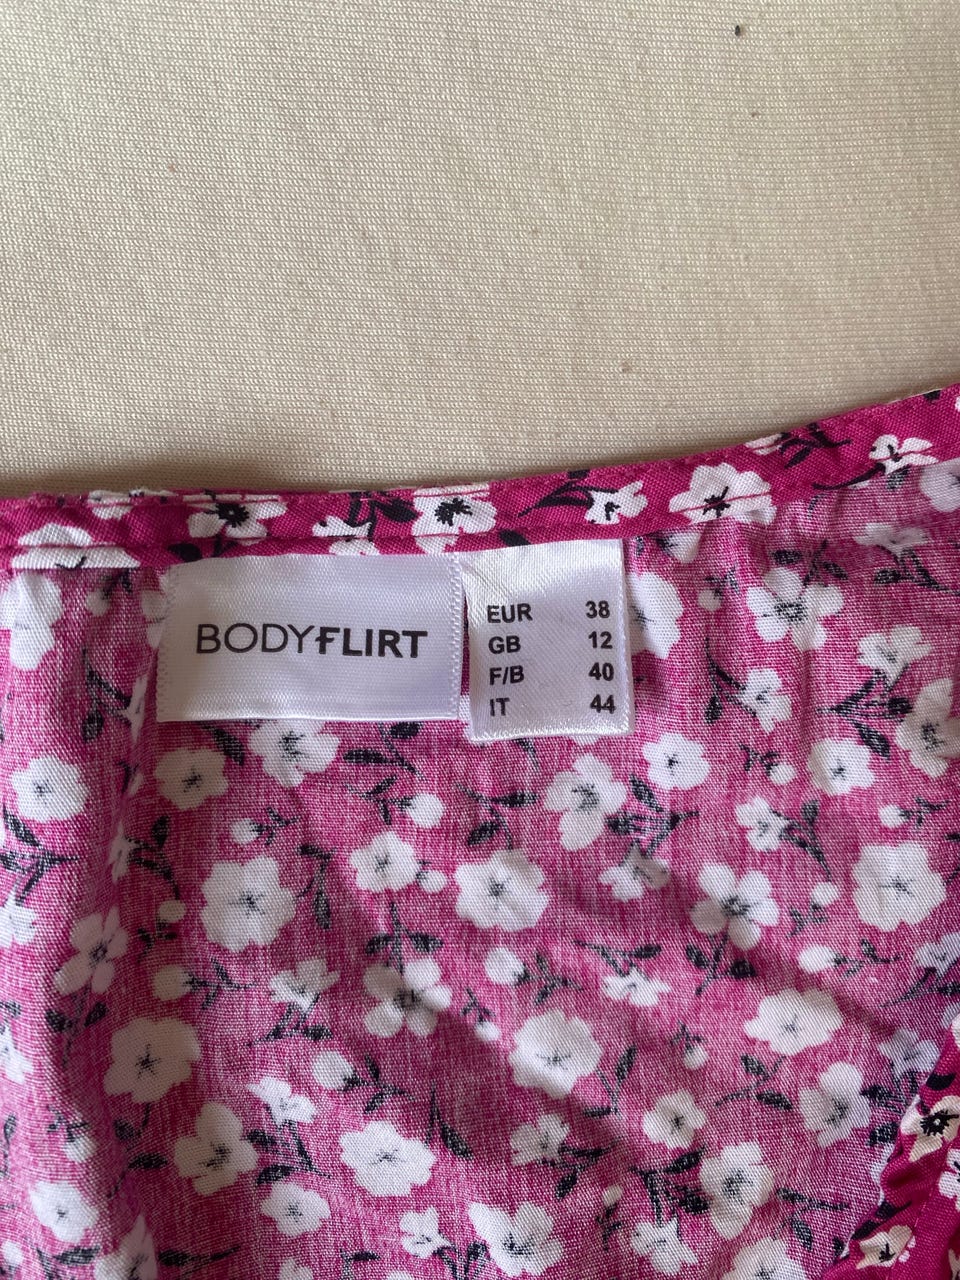 BODYFLIRT
EUR 38
GB 12
F/B 40
IT 44